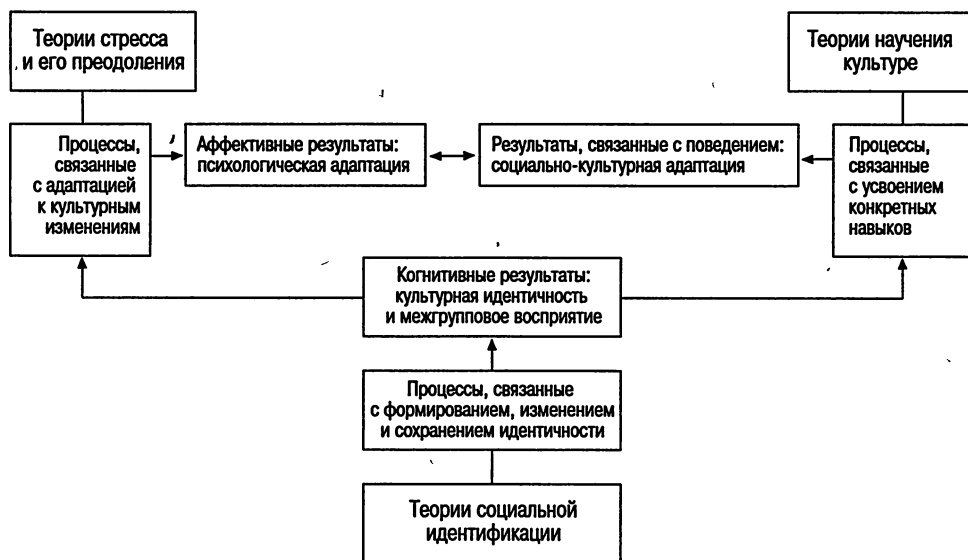 Теории стресса
и его преодоления
Теории научения
культуре
Процессы,
связанные
с адаптацией
к культурным
изменениям
Аффективные результаты:
психологическая адаптация
Результаты, связанные с поведением:
социально-культурная адаптация
Процессы,
связанные
с усвоением
конкретных
навыков
Когнитивные результаты:
культурная идентичность
и межгрупповое восприятие
Процессы, связанные
с формированием, изменением
и сохранением идентичности
Теории социальной
идентификации